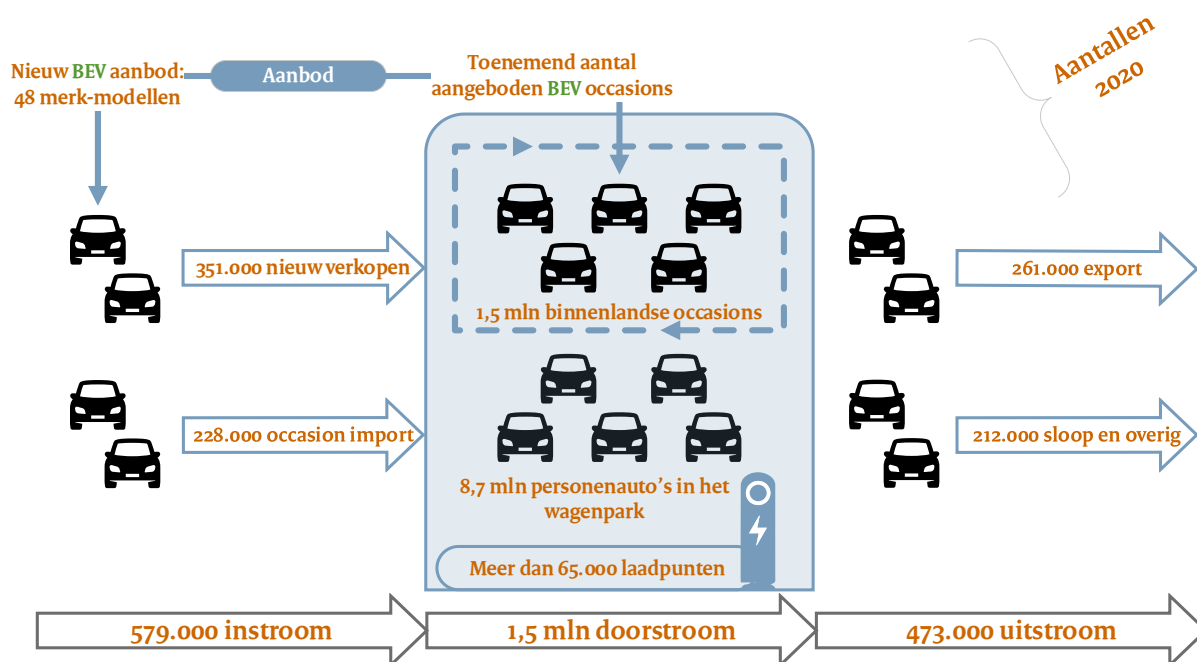 Nieuw BEV aanbod:
48 merk-modellen
Aanbod
Toenemend aantal
aangeboden BEV occasions
Aantallen
2020
351.000 nieuw verkopen
1,5 mln binnenlandse occasions
261.000 export
228.000 occasion import
212.000 sloop en overig
8,7 mln personenauto's in het
wagenpark
Meer dan 65.000 laadpunten
579.000 instroom
1,5 mln doorstroom
473.000 uitstroom